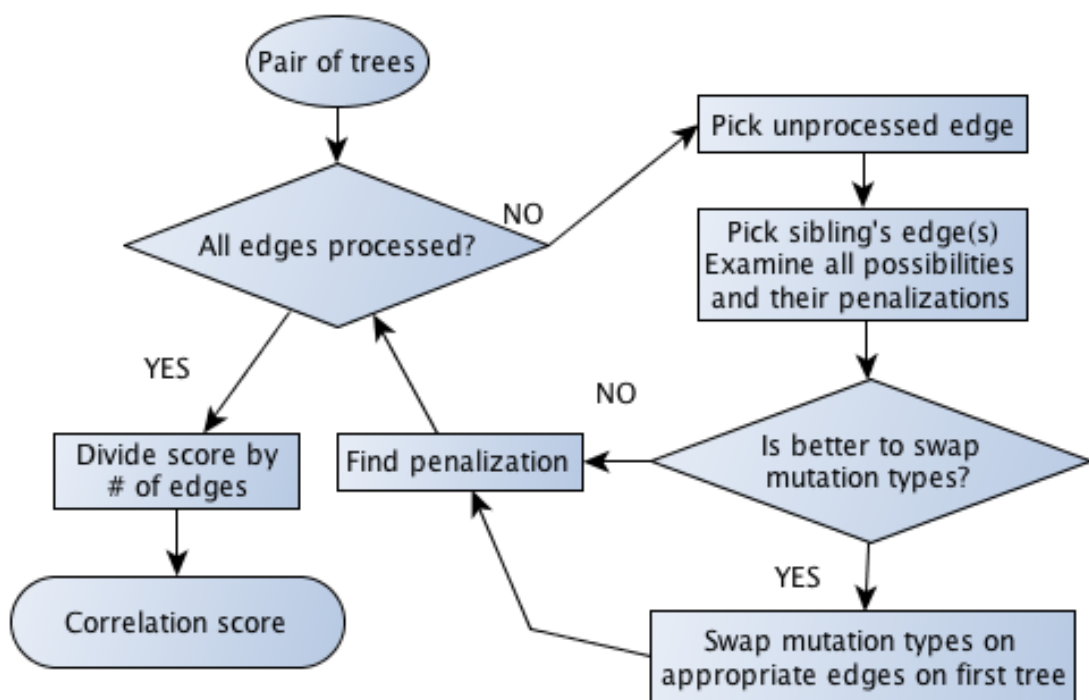 Pair of trees
Pick unprocessed edge
NO
All edges processed?
Pick sibling's edge(s)
Examine all possibilities
and their penalizations
YES
NO
Divide score by
# of edges
Find penalization
Is better to swap
mutation types?
YES
Correlation score
Swap mutation types on
appropriate edges on first tree